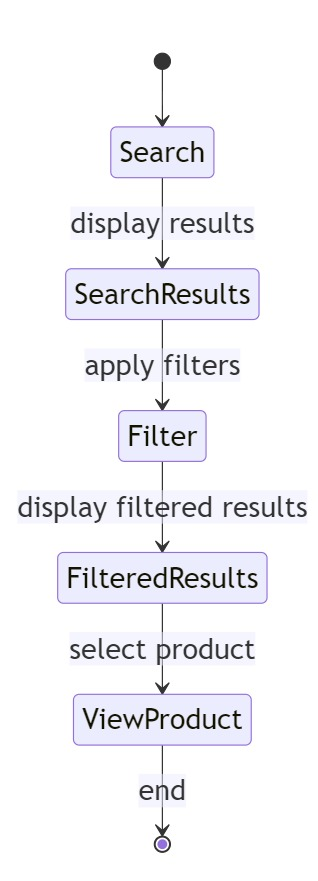 Search
display results
SearchResults
apply filters
Filter
display filtered results
FilteredResults
select product
ViewProduct
end